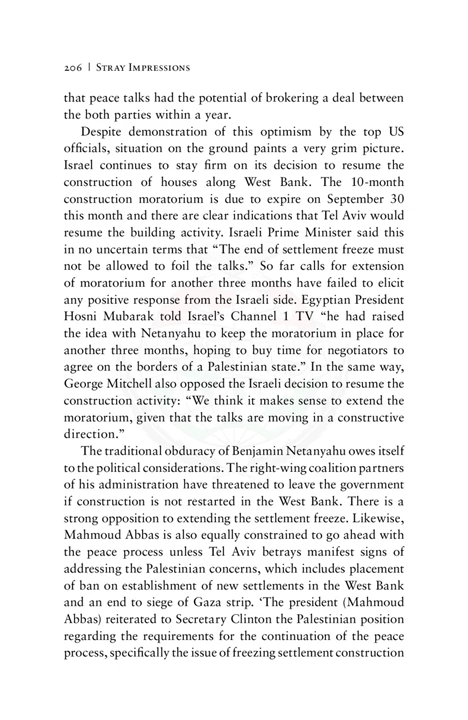 206 | Stray Impressions
that peace talks had the potential of brokering a deal between
the both parties within a year.
Despite demonstration of this optimism by the top US
officials, situation on the ground paints a very grim picture.
Israel continues to stay firm on its decision to resume the
construction of houses along West Bank. The 10-month
construction moratorium is due to expire on September 30
this month and there are clear indications that Tel Aviv would
resume the building activity. Israeli Prime Minister said this
in no uncertain terms that “The end of settlement freeze must
not be allowed to foil the talks.” So far calls for extension
of moratorium for another three months have failed to elicit
any positive response from the Israeli side. Egyptian President
Hosni Mubarak told Israel’s Channel 1 TV “he had raised
the idea with Netanyahu to keep the moratorium in place for
another three months, hoping to buy time for negotiators to
agree on the borders of a Palestinian state.” In the same way,
George Mitchell also opposed the Israeli decision to resume the
construction activity: “We think it makes sense to extend the
moratorium, given that the talks are moving in a constructive
direction.”
The traditional obduracy of Benjamin Netanyahu owes itself
to the political considerations. The right-wing coalition partners
of his administration have threatened to leave the government
if construction is not restarted in the West Bank. There is a
strong opposition to extending the settlement freeze. Likewise,
Mahmoud Abbas is also equally constrained to go ahead with
the peace process unless Tel Aviv betrays manifest signs of
addressing the Palestinian concerns, which includes placement
of ban on establishment of new settlements in the West Bank
and an end to siege of Gaza strip. ‘The president (Mahmoud
Abbas) reiterated to Secretary Clinton the Palestinian position
regarding the requirements for the continuation of the peace
process, specifically the issue of freezing settlement construction